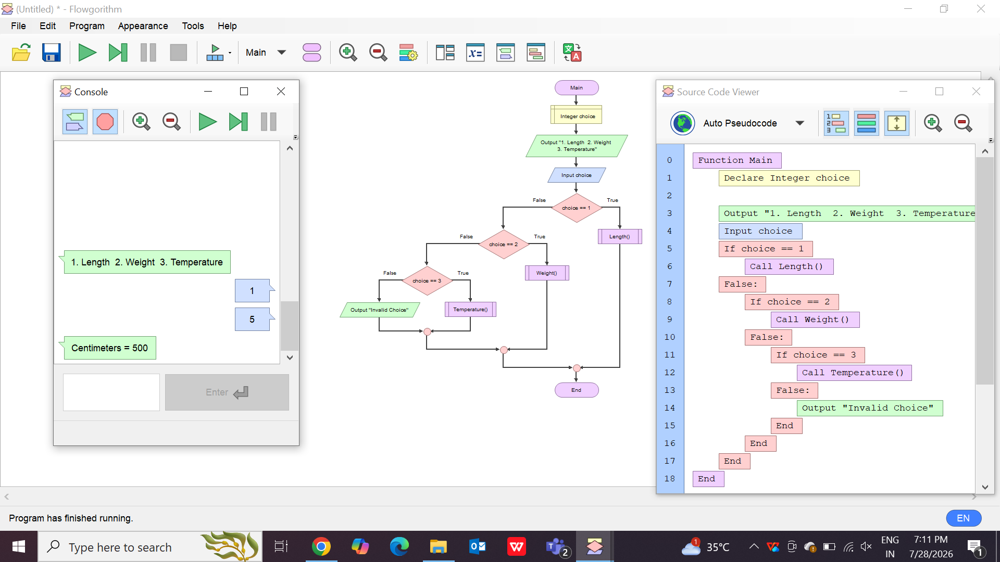 (Untitled) * - Flowgorithm
File Edit Program Appearance Tools Help
Main
x=
Console
1. Length  2. Weight  3. Temperature
1
5
Centimeters = 500
Enter
Main
Integer choice
Output "1. Length  2. Weight
3. Temperature"
Input choice
False True
choice == 1
Length()
False True
choice == 2
Weight()
False True
choice == 3
Output "Invalid Choice"
Temperature()
End
Source Code Viewer
Auto Pseudocode
0 Function Main
1 Declare Integer choice
2
3 Output "1. Length  2. Weight  3. Temperature
4 Input choice
5 If choice == 1
6 Call Length()
7 False:
8 If choice == 2
9 Call Weight()
10 False:
11 If choice == 3
12 Call Temperature()
13 False:
14 Output "Invalid Choice"
15 End
16 End
17 End
18 End
Program has finished running.
EN
Type here to search
2
1
35°C
ENG
IN
7:11 PM
7/28/2026
1